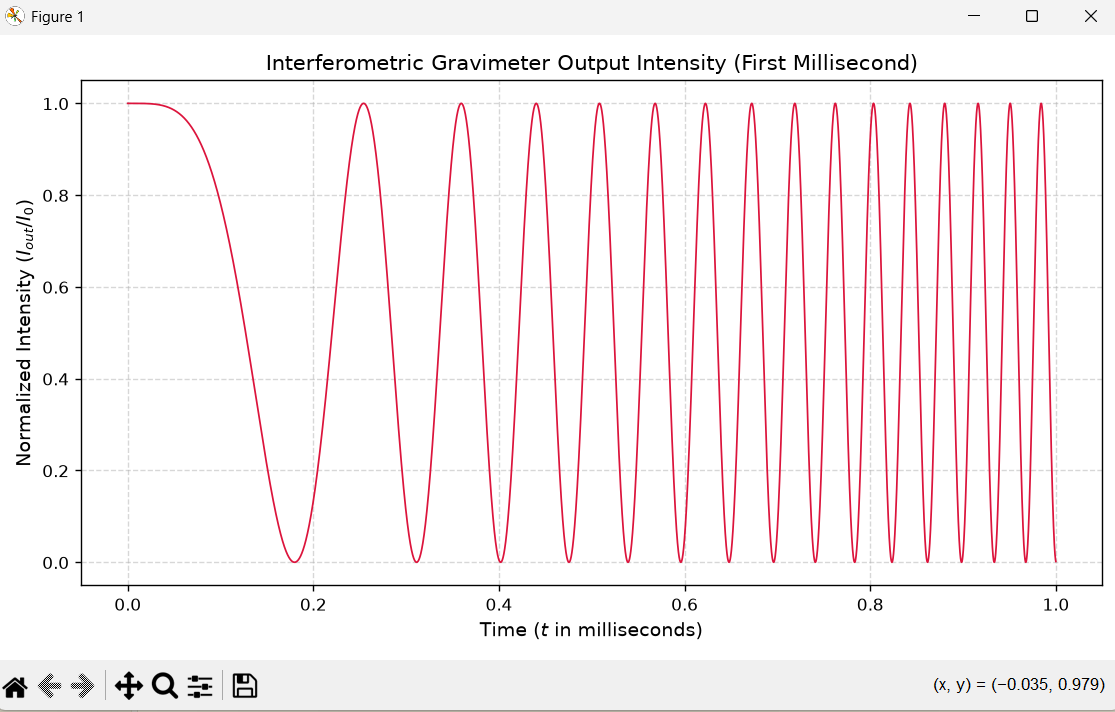 Figure 1
Interferometric Gravimeter Output Intensity (First Millisecond)
Normalized Intensity (I_out/I_0)
1.0
0.8
0.6
0.4
0.2
0.0
0.0 0.2 0.4 0.6 0.8 1.0
Time (t in milliseconds)
(x, y) = (−0.035, 0.979)